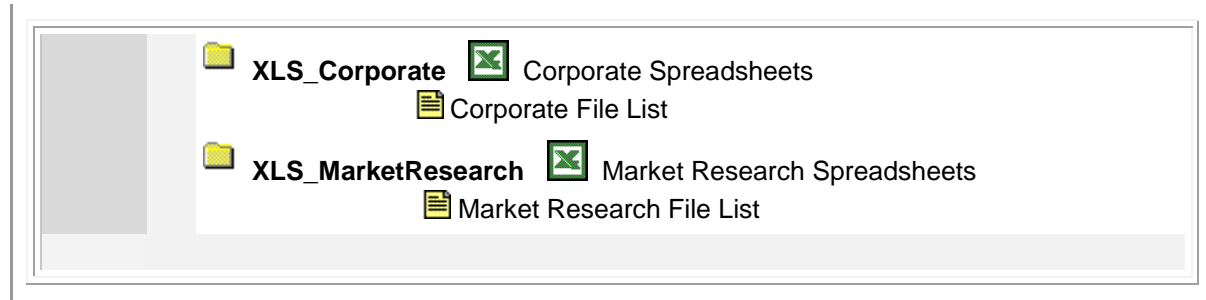 XLS_Corporate Corporate Spreadsheets
Corporate File List
XLS_MarketResearch Market Research Spreadsheets
Market Research File List